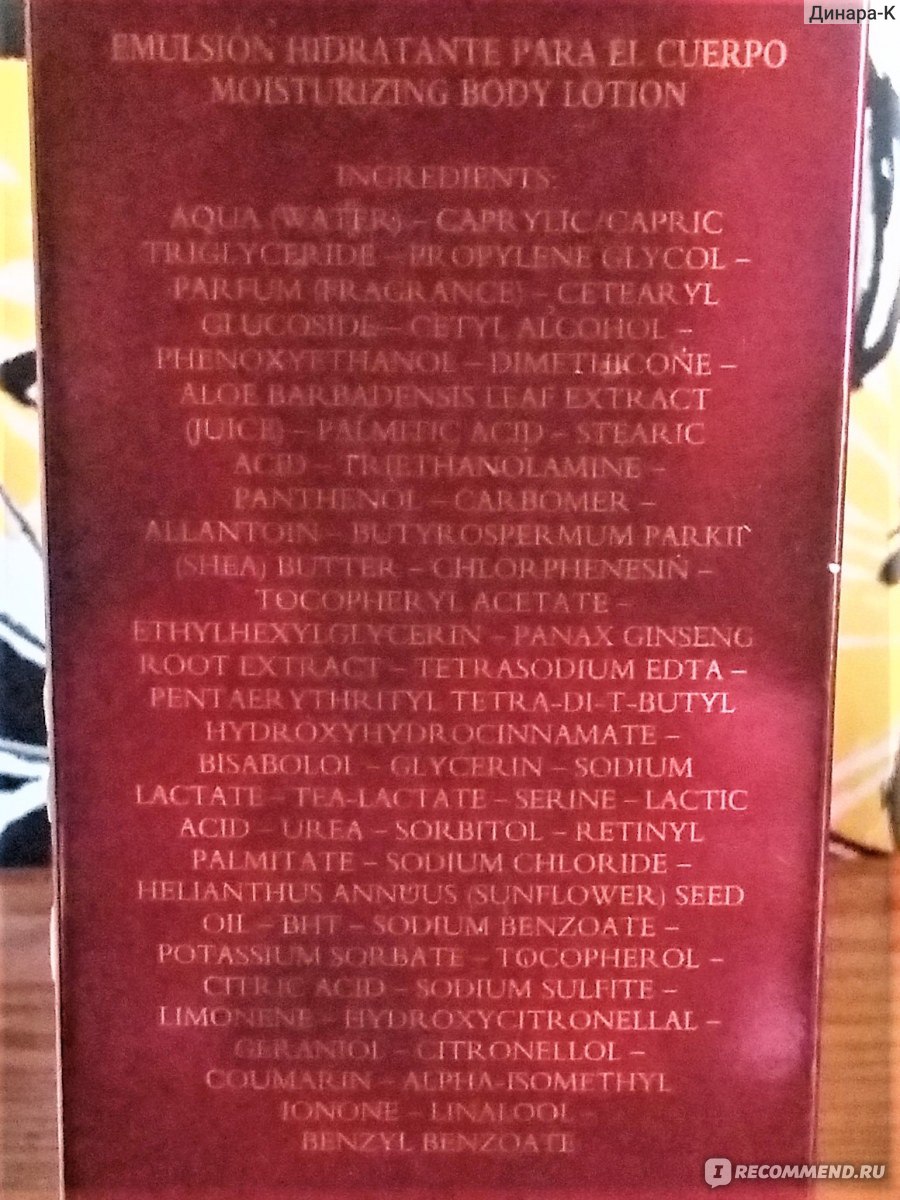 Динара-К
EMULSIÓN HIDRATANTE PARA EL CUERPO
MOISTURIZING BODY LOTION
INGREDIENTS:
AQUA (WATER) – CAPRYLIC/CAPRIC
TRIGLYCERIDE – PROPYLENE GLYCOL –
PARFUM (FRAGRANCE) – CETEARYL
GLUCOSIDE – CETYL ALCOHOL –
PHENOXYETHANOL – DIMETHICONE –
ALOE BARBADENSIS LEAF EXTRACT
(JUICE) – PALMITIC ACID – STEARIC
ACID – TRIETHANOLAMINE –
PANTHENOL – CARBOMER –
ALLANTOIN – BUTYROSPERMUM PARKII
(SHEA) BUTTER – CHLORPHENESIN –
TOCOPHERYL ACETATE –
ETHYLHEXYLGLYCERIN – PANAX GINSENG
ROOT EXTRACT – TETRASODIUM EDTA –
PENTAERYTHRITYL TETRA-DI-T-BUTYL
HYDROXYHYDROCINNAMATE –
BISABOLOL – GLYCERIN – SODIUM
LACTATE – TEA-LACTATE – SERINE – LACTIC
ACID – UREA – SORBITOL – RETINYL
PALMITATE – SODIUM CHLORIDE –
HELIANTHUS ANNUUS (SUNFLOWER) SEED
OIL – BHT – SODIUM BENZOATE –
POTASSIUM SORBATE – TOCOPHEROL –
CITRIC ACID – SODIUM SULFITE –
LIMONENE – HYDROXYCITRONELLAL –
GERANIOL – CITRONELLOL –
COUMARIN – ALPHA-ISOMETHYL
IONONE – LINALOOL –
BENZYL BENZOATE
IRECOMMEND.RU